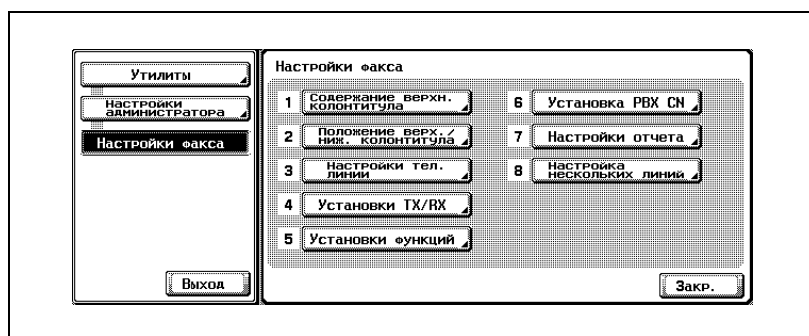 Утилиты
Настройки
администратора
Настройки факса
Выход
Настройки факса
1 Содержание верхн.
колонтитула
2 Положение верх./
ниж. колонтитула
3 Настройки тел.
линии
4 Установки TX/RX
5 Установки функций
6 Установка PBX CN
7 Настройки отчета
8 Настройка
нескольких линий
Закр.